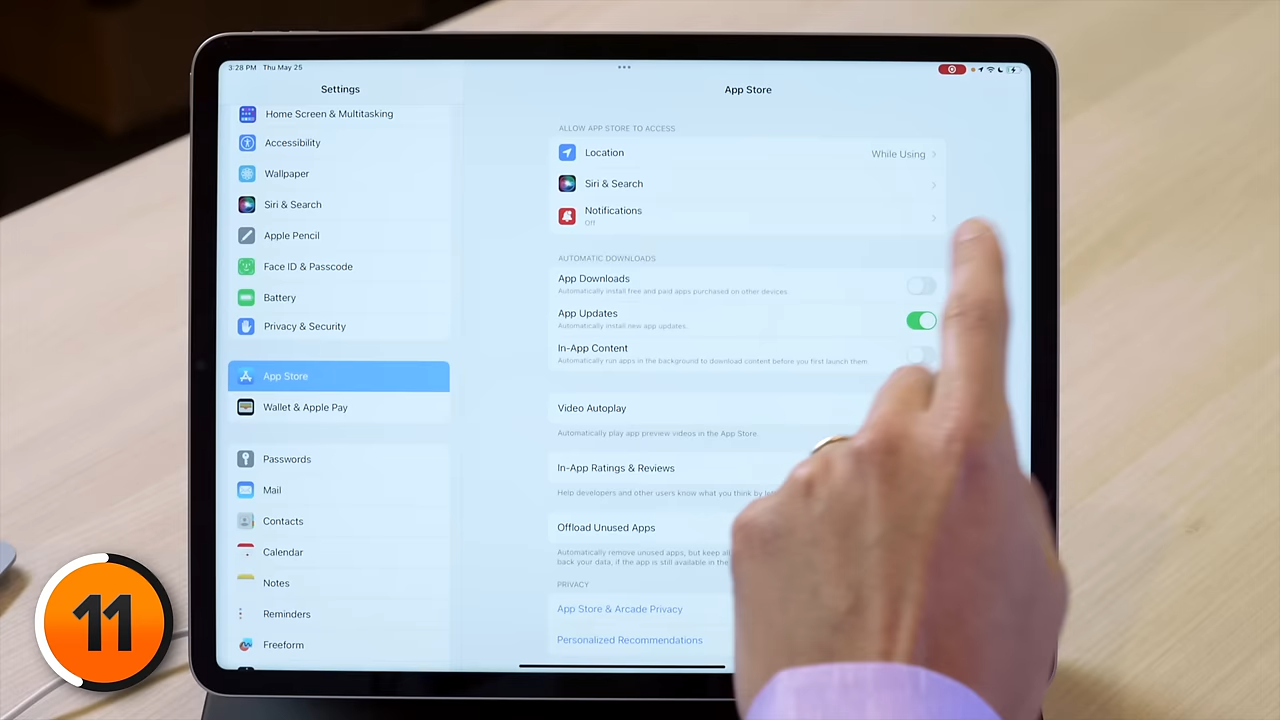 3:28 PM Thu May 25
Settings
Home Screen & Multitasking
Accessibility
Wallpaper
Siri & Search
Apple Pencil
Face ID & Passcode
Battery
Privacy & Security
App Store
Wallet & Apple Pay
Passwords
Mail
Contacts
Calendar
Notes
Reminders
Freeform
App Store
ALLOW APP STORE TO ACCESS
Location While Using
Siri & Search
Notifications
Off
AUTOMATIC DOWNLOADS
App Downloads
Automatically install free and paid apps purchased on other devices.
App Updates
Automatically install new app updates.
In-App Content
Automatically run apps in the background to download content before you first launch them.
Video Autoplay
Automatically play app preview videos in the App Store.
In-App Ratings & Reviews
Help developers and other users know what you think by
Offload Unused Apps
Automatically remove unused apps, but keep
back your data, if the app is still available in the
PRIVACY
App Store & Arcade Privacy
Personalized Recommendations
11